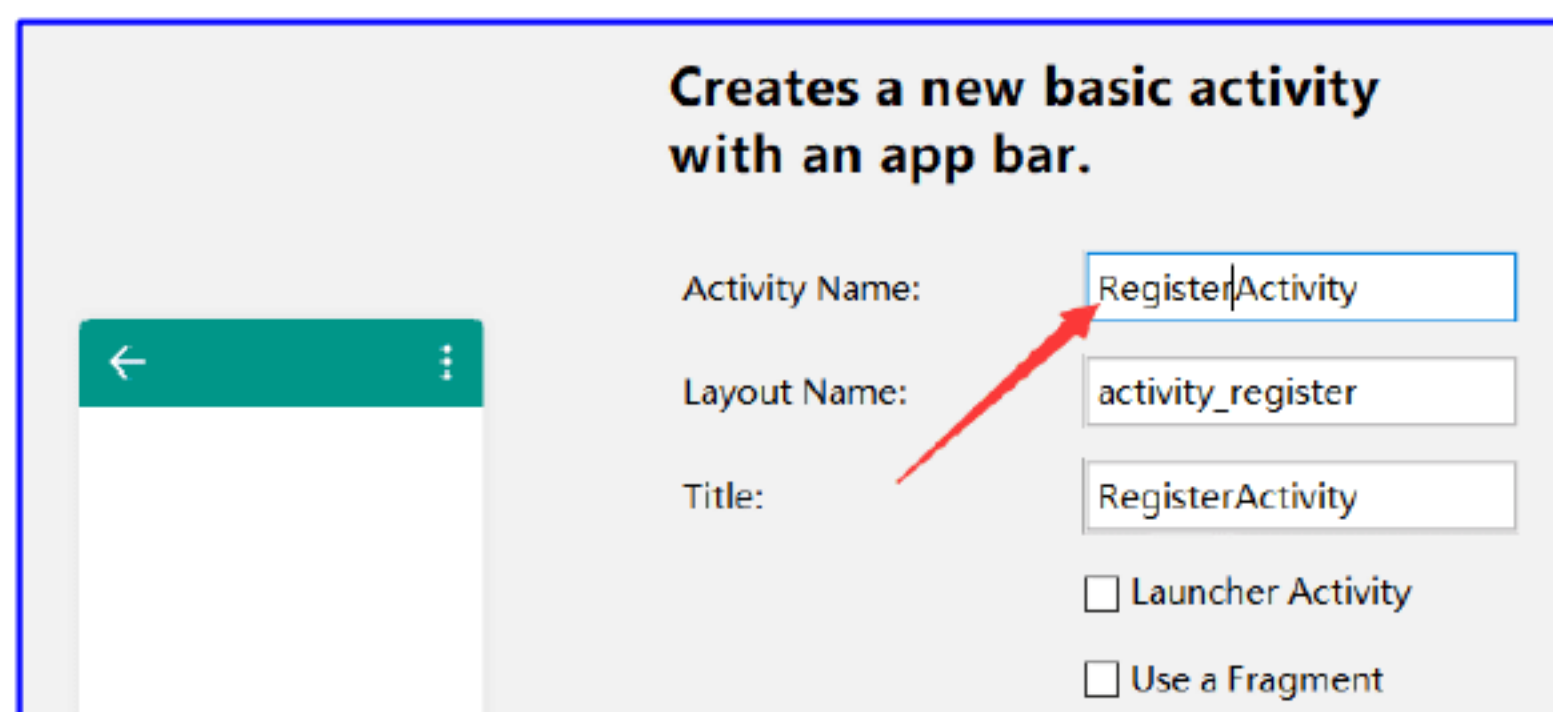 Creates a new basic activity
with an app bar.
Activity Name: RegisterActivity
Layout Name: activity_register
Title: RegisterActivity
Launcher Activity
Use a Fragment